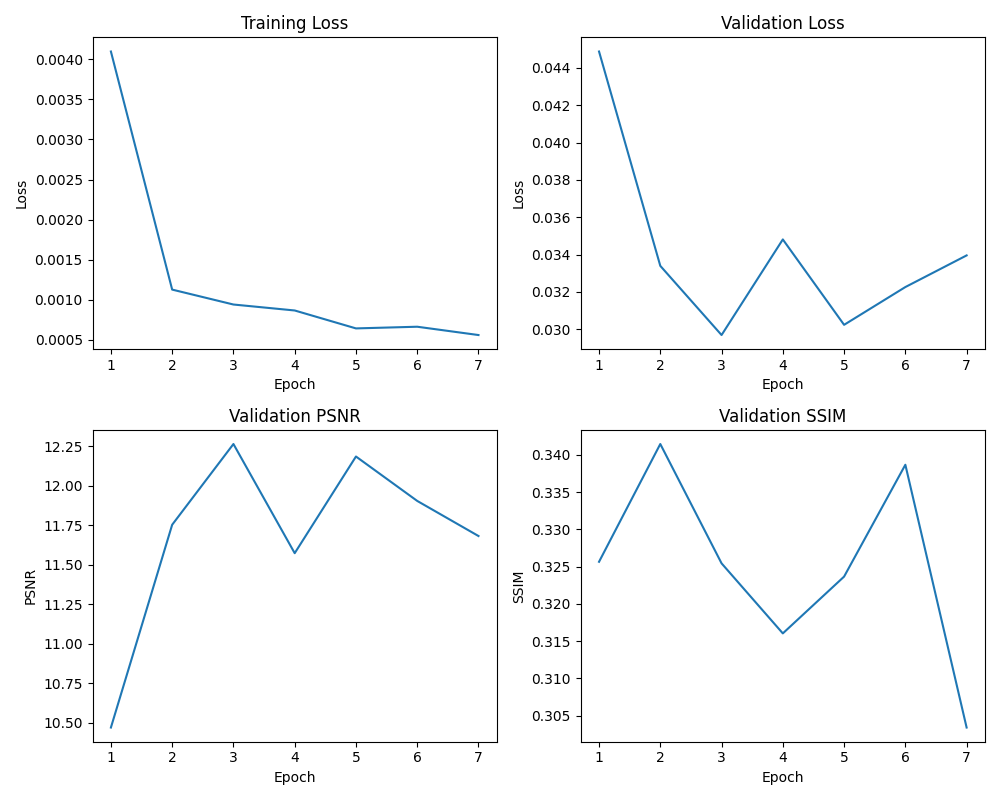 Training Loss
0.0040
0.0035
0.0030
0.0025
0.0020
0.0015
0.0010
0.0005
Loss
1 2 3 4 5 6 7
Epoch
Validation Loss
0.044
0.042
0.040
0.038
0.036
0.034
0.032
0.030
Loss
1 2 3 4 5 6 7
Epoch
Validation PSNR
12.25
12.00
11.75
11.50
11.25
11.00
10.75
10.50
PSNR
1 2 3 4 5 6 7
Epoch
Validation SSIM
0.340
0.335
0.330
0.325
0.320
0.315
0.310
0.305
SSIM
1 2 3 4 5 6 7
Epoch